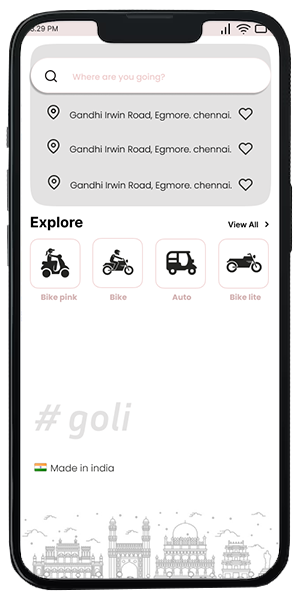 8.29 PM
Where are you going?
Gandhi Irwin Road, Egmore. chennai.
Gandhi Irwin Road, Egmore. chennai.
Gandhi Irwin Road, Egmore. chennai.
Explore
View All
Bike pink
Bike
Auto
Bike lite
# goli
Made in india